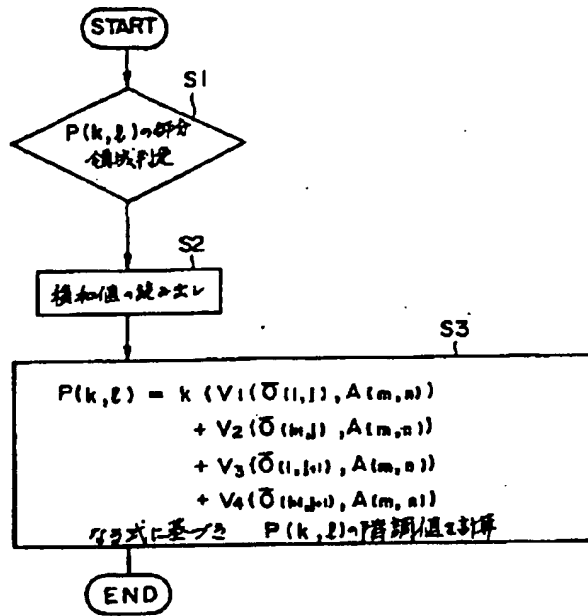 START
S1
P(k,ℓ)の部分
領域判定
S2
積和値の読み出し
S3
P(k,ℓ) = k (V1(Ō(i,j), A(m,n))
+ V2(Ō(i+1,j), A(m,n))
+ V3(Ō(i,j+1), A(m,n))
+ V4(Ō(i+1,j+1), A(m,n)
なる式に基づき P(k,ℓ)の階調値を計算
END